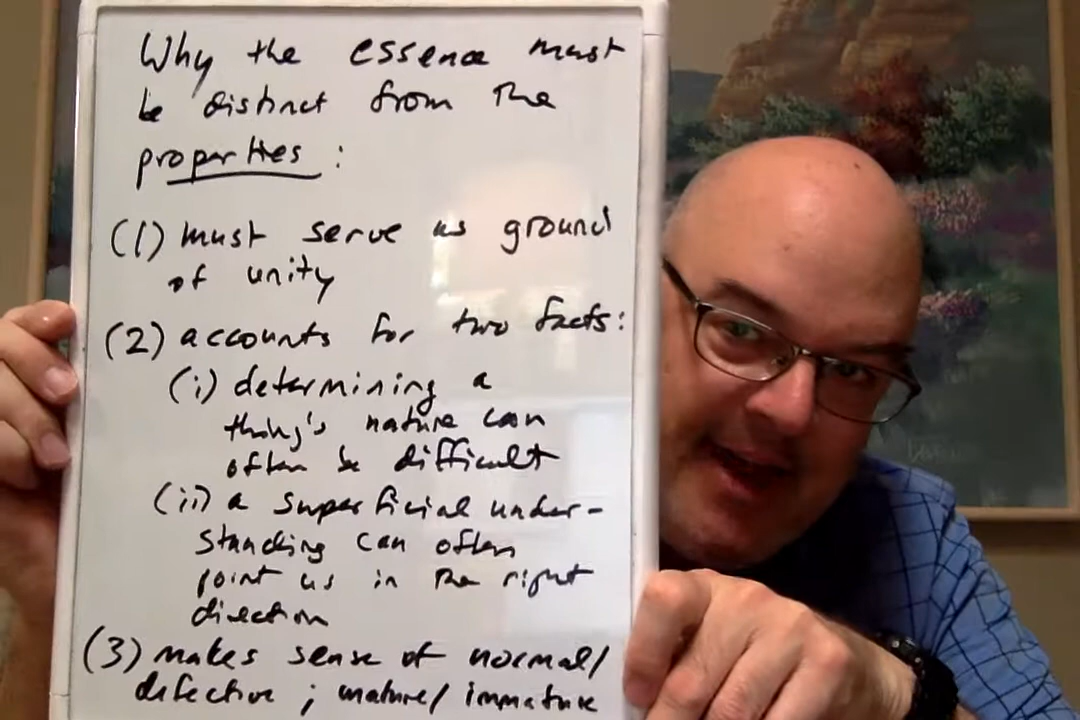 Why the essence must
be distinct from the
properties :
(1) must serve as ground
of unity
(2) accounts for two facts:
(i) determining a
thing's nature can
often be difficult
(ii) a superficial under-
standing can often
point us in the right
direction
(3) makes sense of normal/
defective ; mature/immature